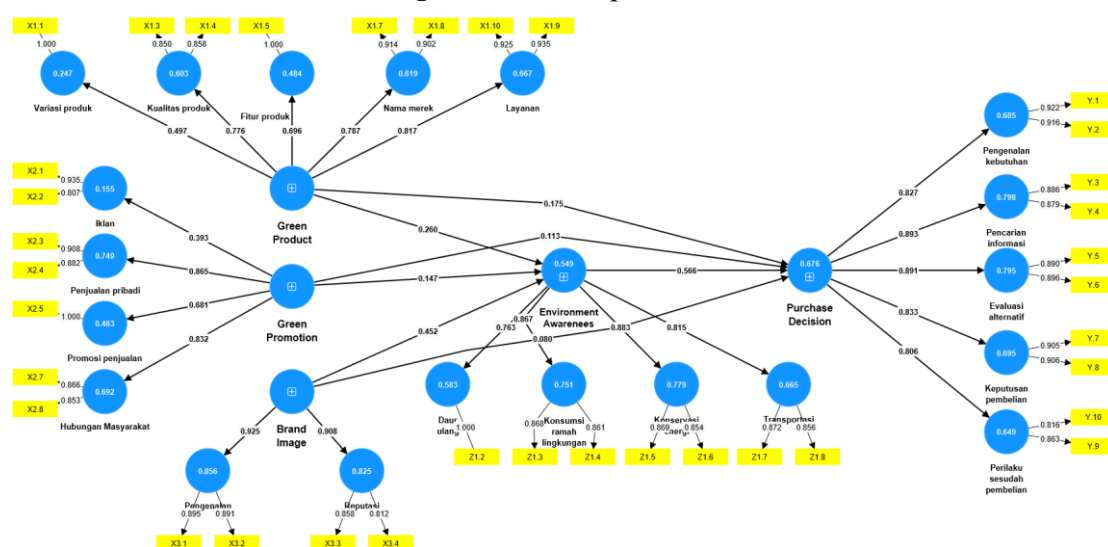 X1.1
X1.3
X1.4
X1.5
X1.7
X1.8
X1.10
X1.9
1.000
0.850
0.858
1.000
0.914
0.902
0.925
0.935
0.247
0.603
0.484
0.619
0.667
Variasi produk
Kualitas produk
Fitur produk
Nama merek
Layanan
0.497
0.776
0.696
0.787
0.817
X2.1
X2.2
0.935
0.807
0.155
Iklan
0.393
X2.3
X2.4
0.908
0.882
0.749
Penjualan pribadi
0.865
X2.5
1.000
0.463
Promosi penjualan
0.681
X2.7
X2.8
0.866
0.853
0.692
Hubungan Masyarakat
0.832
Green
Product
0.175
0.260
Green
Promotion
0.113
0.147
Brand
Image
0.452
0.080
0.925
0.908
0.856
0.825
Pengenalan
Reputasi
0.895
0.891
0.858
0.812
X3.1
X3.2
X3.3
X3.4
0.549
Environment
Awarenees
0.566
0.763
0.867
0.883
0.815
0.583
0.751
0.779
0.665
Daur
ulang
Konsumsi
ramah
lingkungan
Konservasi
energi
Transportasi
1.000
0.868
0.861
0.869
0.854
0.872
0.856
Z1.2
Z1.3
Z1.4
Z1.5
Z1.6
Z1.7
Z1.8
0.676
Purchase
Decision
0.827
0.893
0.891
0.833
0.806
0.685
Pengenalan
kebutuhan
0.922
0.916
Y.1
Y.2
0.798
Pencarian
informasi
0.886
0.879
Y.3
Y.4
0.795
Evaluasi
alternatif
0.890
0.896
Y.5
Y.6
0.695
Keputusan
pembelian
0.905
0.906
Y.7
Y.8
0.649
Perilaku
sesudah
pembelian
0.816
0.863
Y.10
Y.9